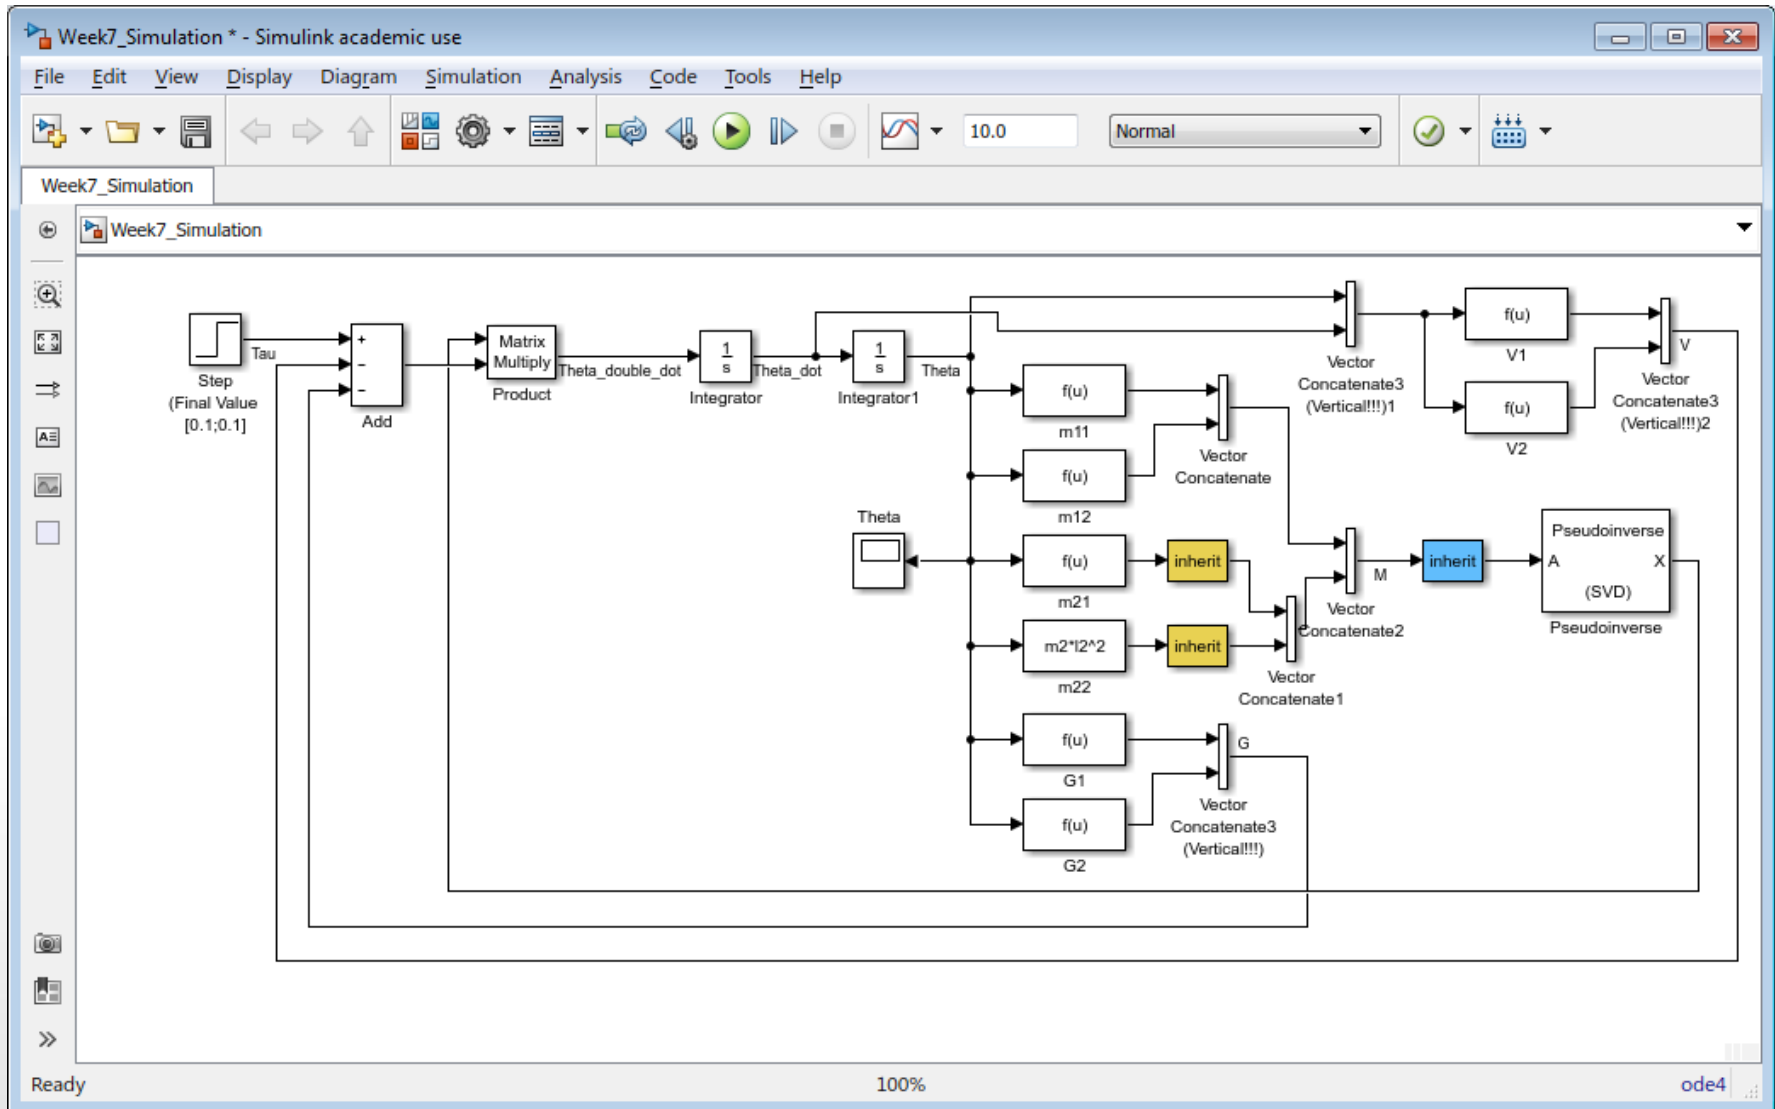 Week7_Simulation * - Simulink academic use
File Edit View Display Diagram Simulation Analysis Code Tools Help
10.0
Normal
Week7_Simulation
Week7_Simulation
Step
(Final Value
[0.1;0.1]
Tau
+
−
−
Add
Matrix
Multiply
Product
Theta_double_dot
1
s
Integrator
Theta_dot
1
s
Integrator1
Theta
Vector
Concatenate3
(Vertical!!!)1
f(u)
V1
f(u)
V2
V
Vector
Concatenate3
(Vertical!!!)2
f(u)
m11
f(u)
m12
Vector
Concatenate
Theta
f(u)
m21
inherit
m2*l2^2
m22
inherit
Vector
Concatenate1
M
Vector
Concatenate2
inherit
Pseudoinverse
A X
(SVD)
Pseudoinverse
f(u)
G1
f(u)
G2
G
Vector
Concatenate3
(Vertical!!!)
Ready
100%
ode4